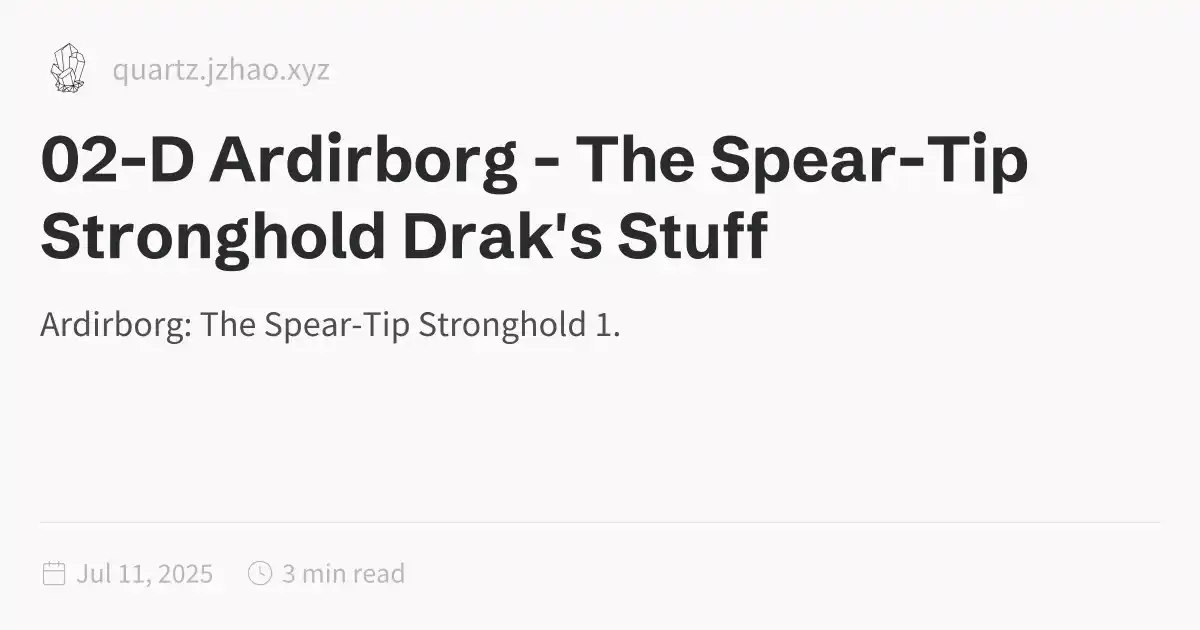 quartz.jzhao.xyz
02-D Ardirborg - The Spear-Tip
Stronghold Drak's Stuff
Ardirborg: The Spear-Tip Stronghold 1.
Jul 11, 2025 3 min read